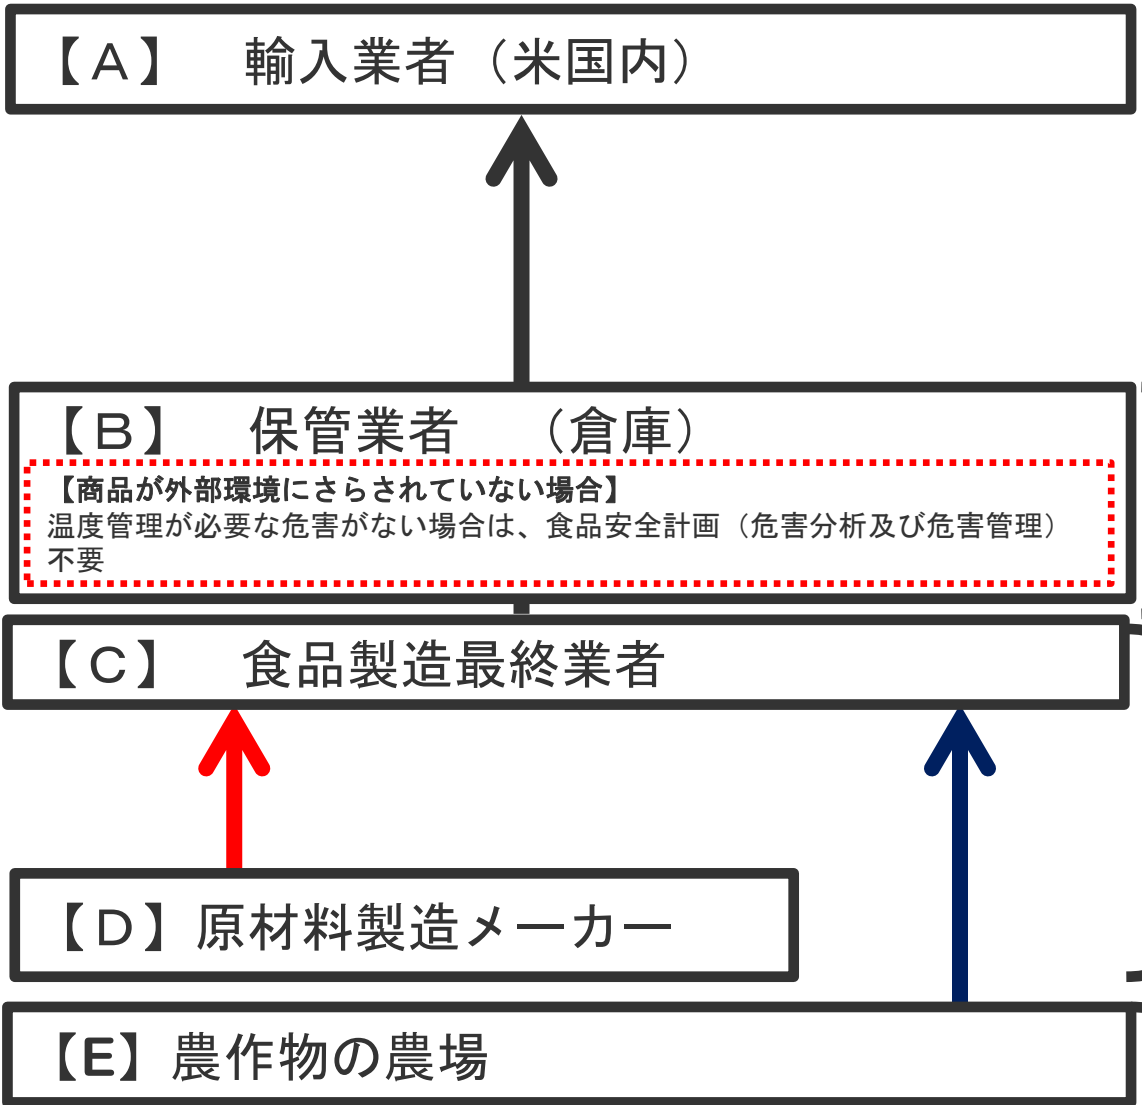 【A】 輸入業者（米国内）
【B】 保管業者 （倉庫）
【商品が外部環境にさらされていない場合】
温度管理が必要な危害がない場合は、食品安全計画（危害分析及び危害管理）
不要
【C】 食品製造最終業者
【D】原材料製造メーカー
【E】農作物の農場